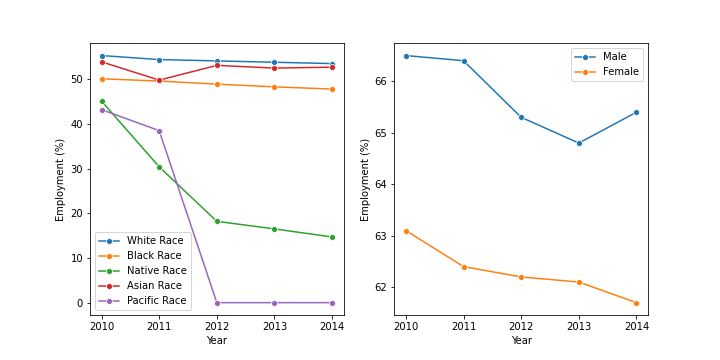 Employment (%)
50
40
30
20
10
0
2010 2011 2012 2013 2014
Year
White Race
Black Race
Native Race
Asian Race
Pacific Race
Employment (%)
66
65
64
63
62
2010 2011 2012 2013 2014
Year
Male
Female